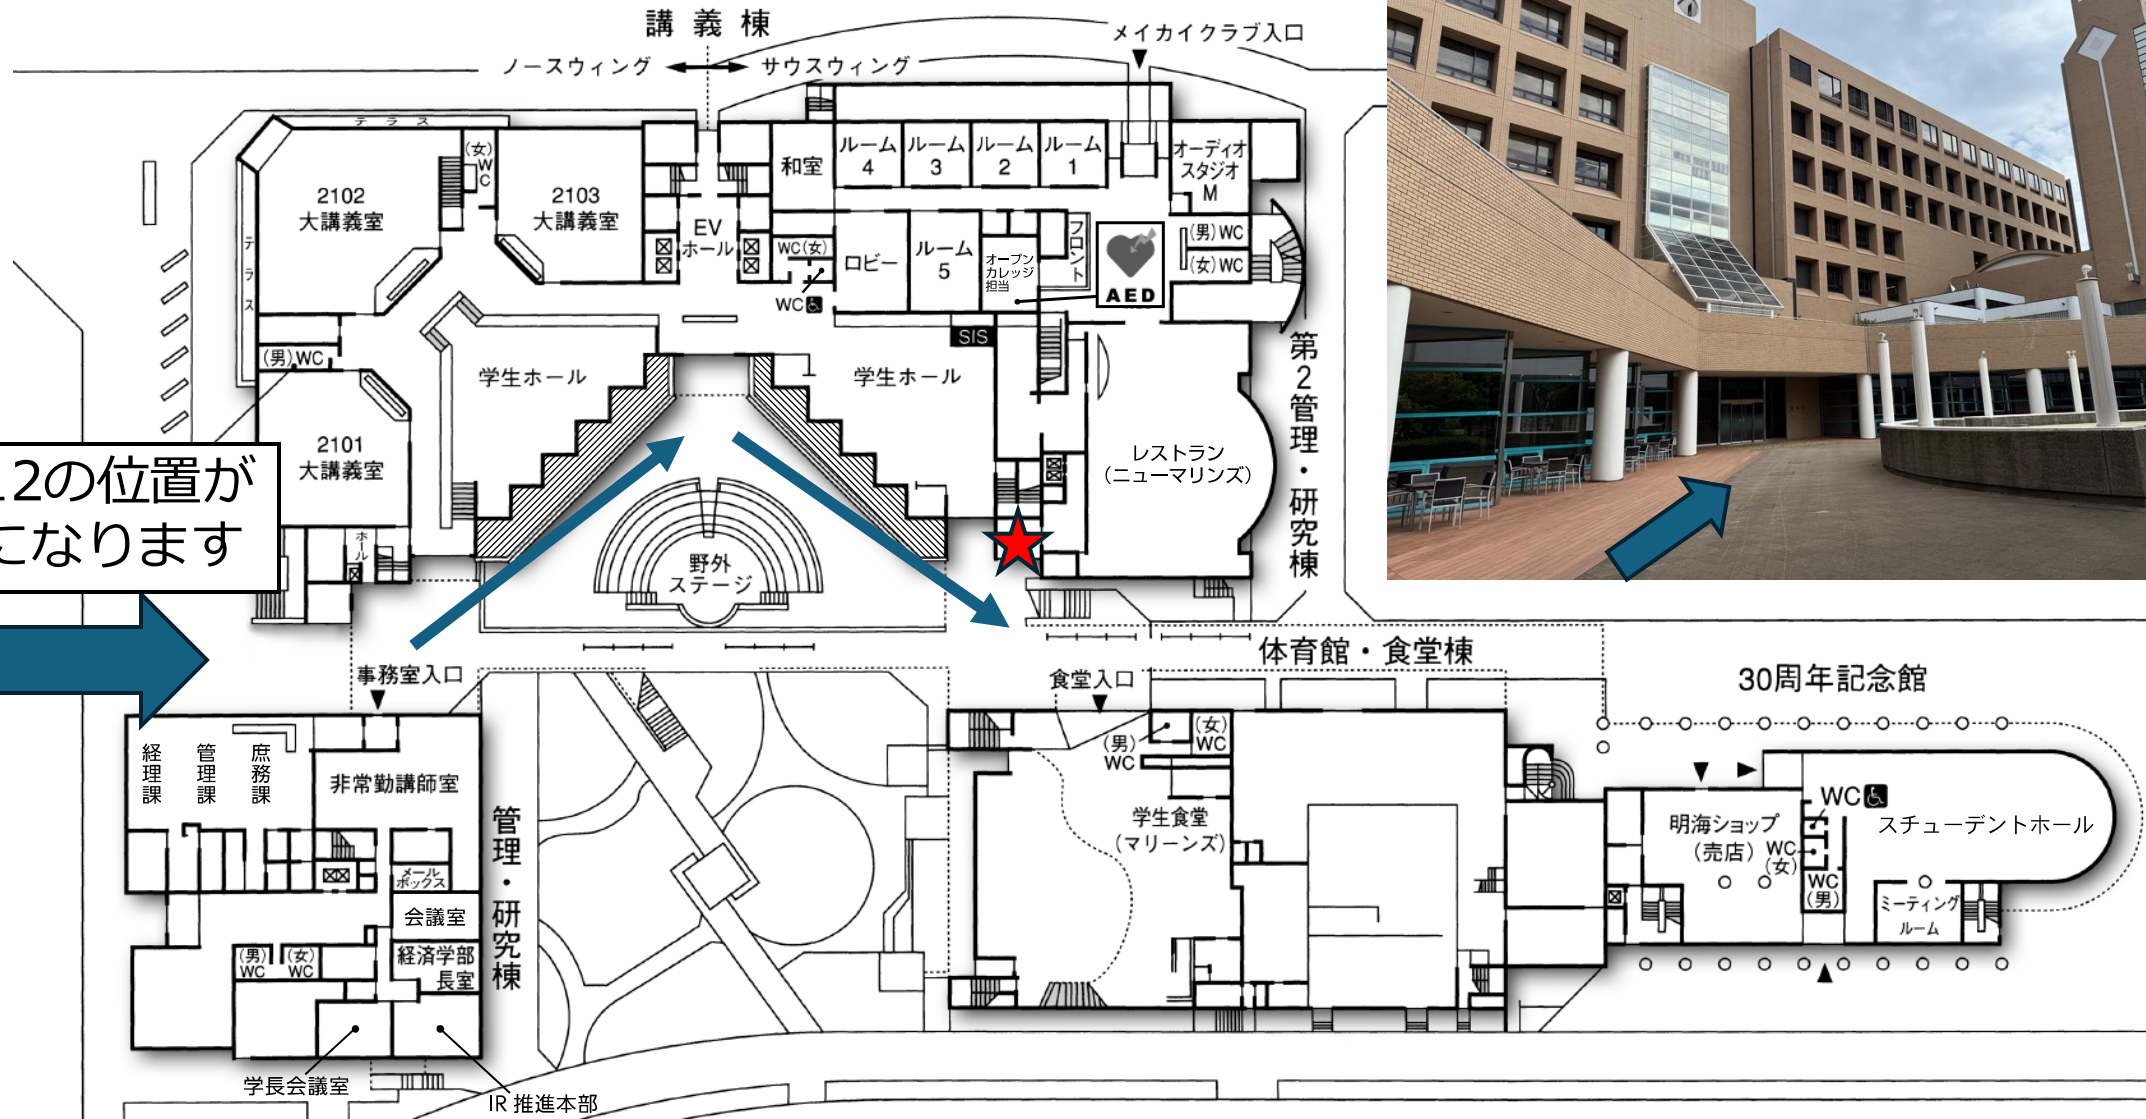 講義棟
ノースウィング
サウスウィング
メイカイクラブ入口
テラス
テラス
2102
大講義室
(女)
WC
2103
大講義室
EV
ホール
和室
ルーム
4
ルーム
3
ルーム
2
ルーム
1
オーディオ
スタジオ
M
WC(女)
WC
ロビー
ルーム
5
オープン
カレッジ
担当
フロント
AED
(男)WC
(女)WC
SIS
(男)WC
学生ホール
学生ホール
第2管理・研究棟
レストラン
(ニューマリンズ)
2101
大講義室
12の位置が
になります
ホール
野外
ステージ
事務室入口
食堂入口
体育館・食堂棟
30周年記念館
経理課
管理課
庶務課
非常勤講師室
メール
ボックス
会議室
経済学部
長室
(男)
WC
(女)
WC
管理・研究棟
学長会議室
IR 推進本部
(男)
WC
(女)
WC
学生食堂
(マリーンズ)
明海ショップ
(売店)
WC
WC
(女)
WC
(男)
スチューデントホール
ミーティング
ルーム